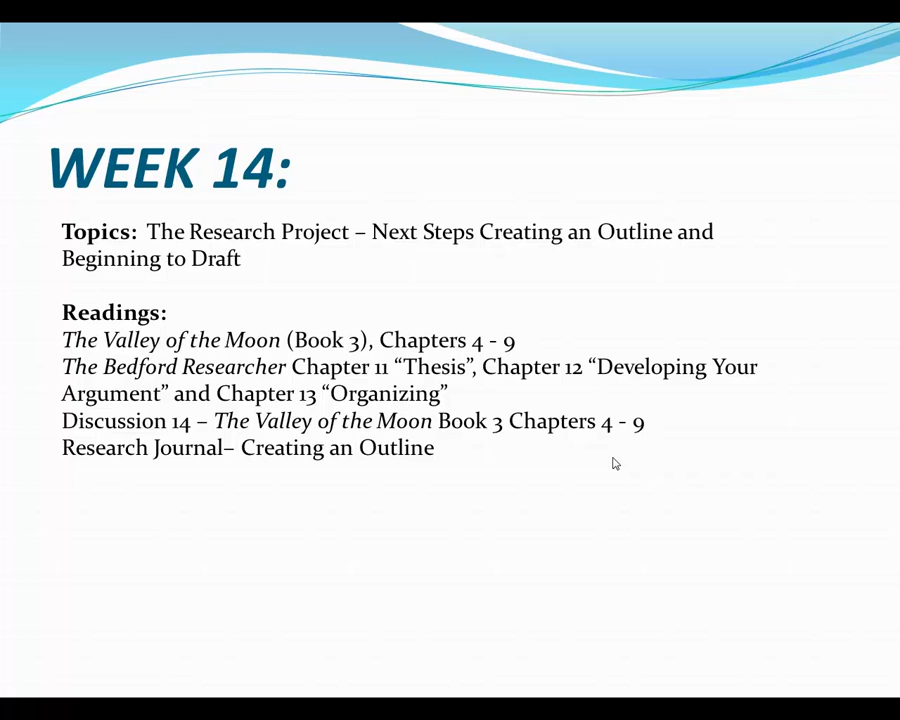 WEEK 14:
Topics: The Research Project – Next Steps Creating an Outline and
Beginning to Draft
Readings:
The Valley of the Moon (Book 3), Chapters 4 - 9
The Bedford Researcher Chapter 11 “Thesis”, Chapter 12 “Developing Your
Argument” and Chapter 13 “Organizing”
Discussion 14 – The Valley of the Moon Book 3 Chapters 4 - 9
Research Journal– Creating an Outline